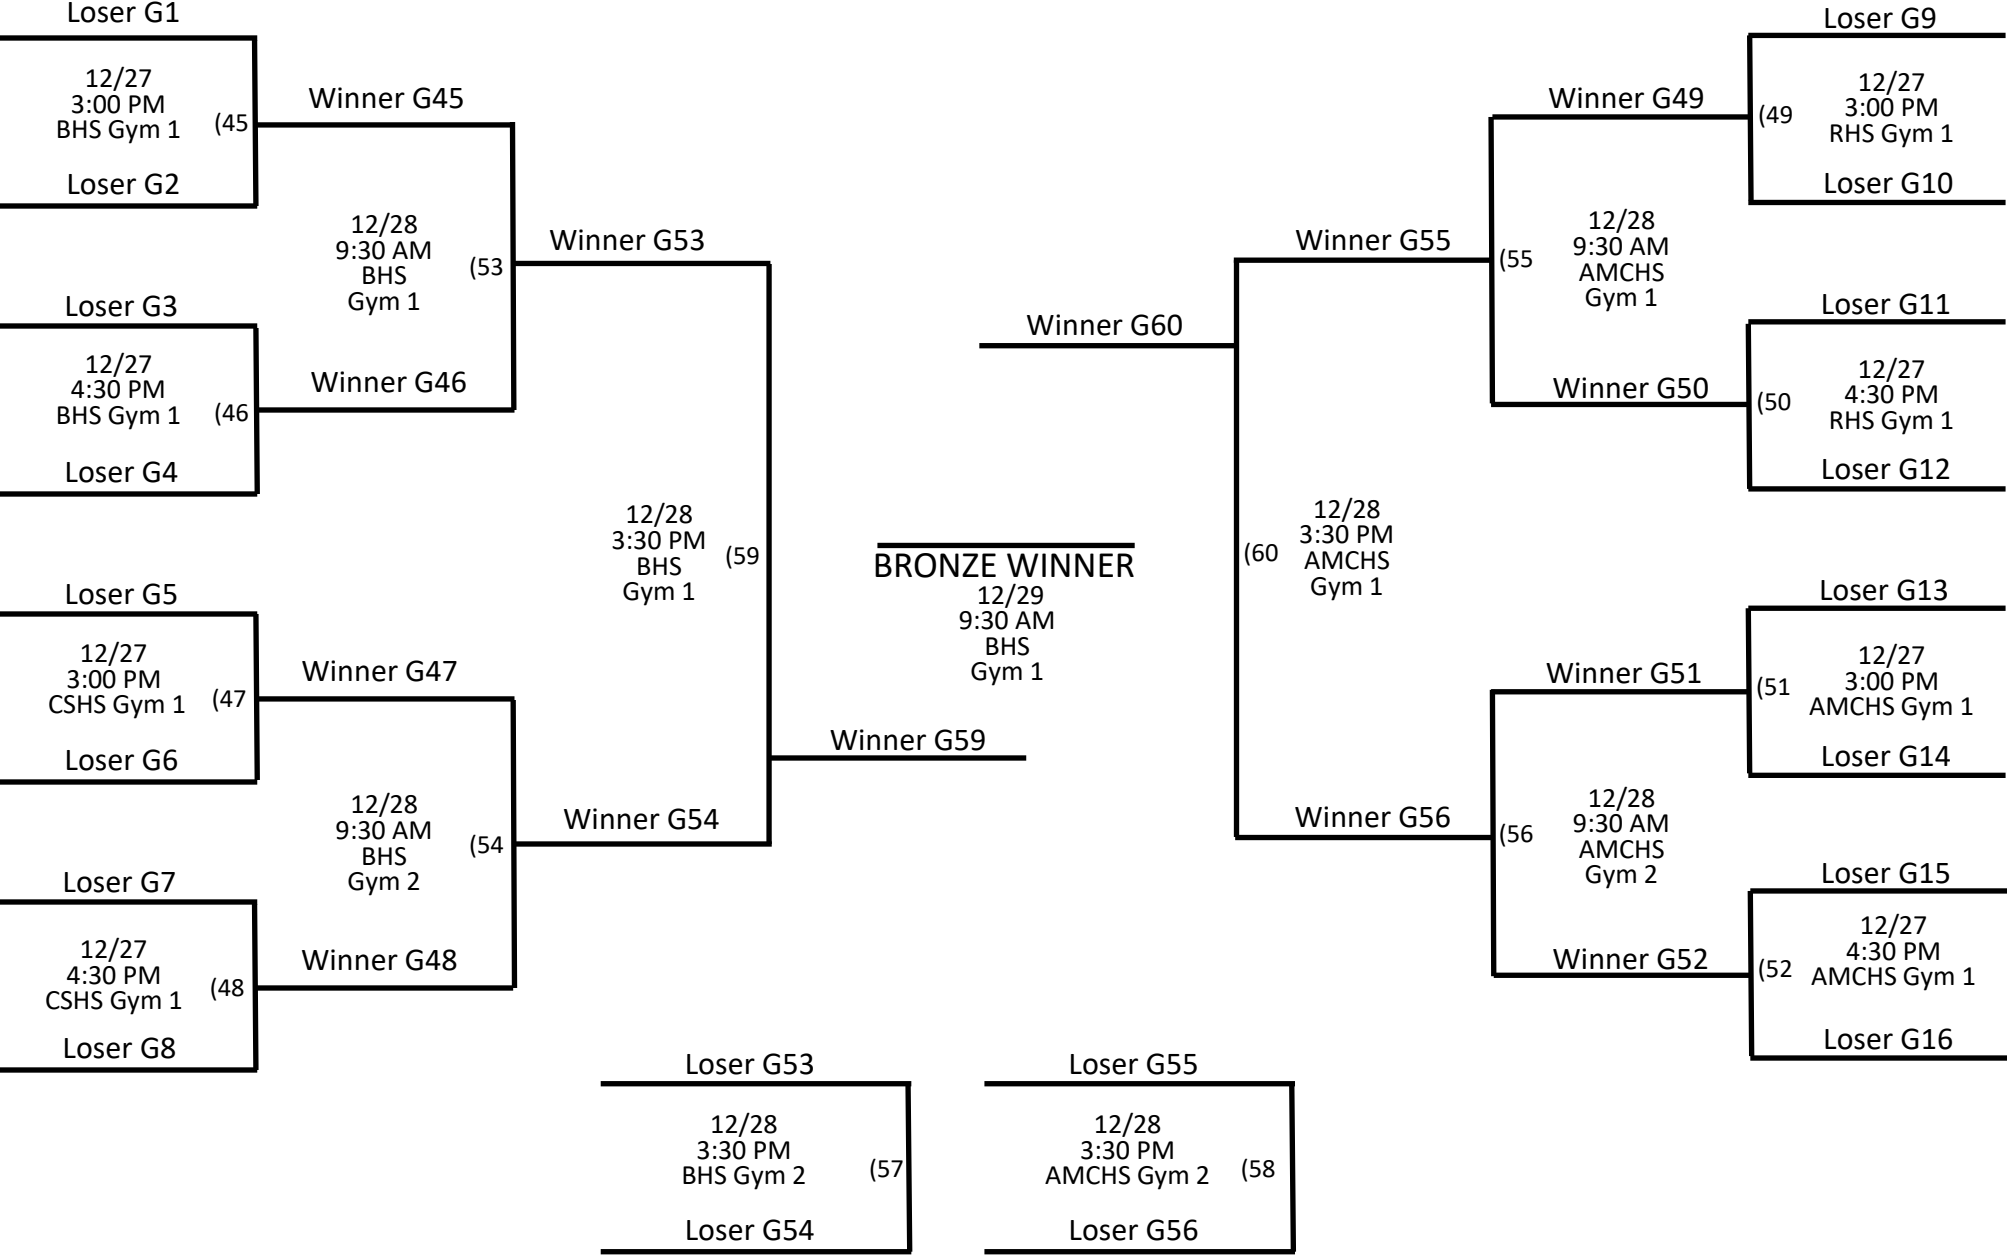 Loser G1
12/27
3:00 PM
BHS Gym 1
(45
Loser G2
Loser G3
12/27
4:30 PM
BHS Gym 1
(46
Loser G4
Loser G5
12/27
3:00 PM
CSHS Gym 1
(47
Loser G6
Loser G7
12/27
4:30 PM
CSHS Gym 1
(48
Loser G8
Winner G45
12/28
9:30 AM
BHS
Gym 1
(53
Winner G46
Winner G47
12/28
9:30 AM
BHS
Gym 2
(54
Winner G48
Winner G53
12/28
3:30 PM
BHS
Gym 1
(59
Winner G54
Winner G60
BRONZE WINNER
12/29
9:30 AM
BHS
Gym 1
Winner G59
Winner G55
(60
12/28
3:30 PM
AMCHS
Gym 1
Winner G56
Winner G49
(55
12/28
9:30 AM
AMCHS
Gym 1
Winner G50
Winner G51
(56
12/28
9:30 AM
AMCHS
Gym 2
Winner G52
Loser G9
(49
12/27
3:00 PM
RHS Gym 1
Loser G10
Loser G11
(50
12/27
4:30 PM
RHS Gym 1
Loser G12
Loser G13
(51
12/27
3:00 PM
AMCHS Gym 1
Loser G14
Loser G15
(52
12/27
4:30 PM
AMCHS Gym 1
Loser G16
Loser G53
12/28
3:30 PM
BHS Gym 2
(57
Loser G54
Loser G55
12/28
3:30 PM
AMCHS Gym 2
(58
Loser G56